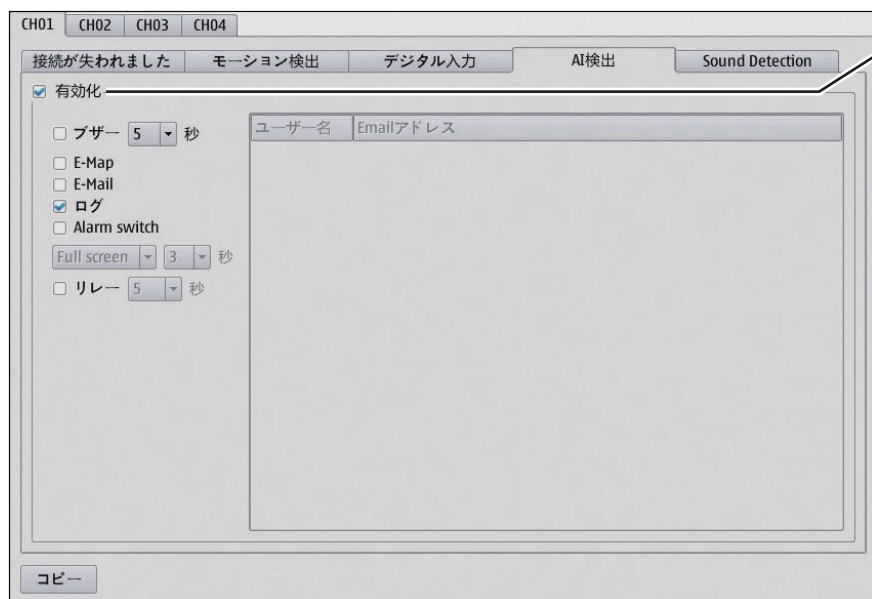 CH01 CH02 CH03 CH04
接続が失われました モーション検出 デジタル入力 AI検出 Sound Detection
有効化
ブザー 5 秒
ユーザー名 Emailアドレス
E-Map
E-Mail
ログ
Alarm switch
Full screen 3 秒
リレー 5 秒
コピー